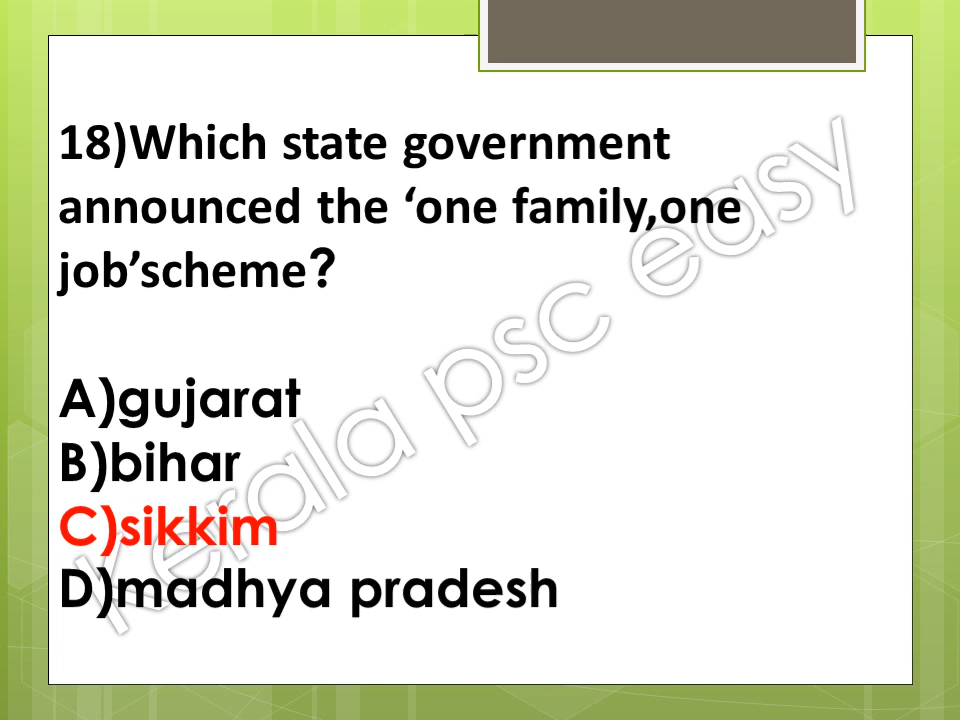 18)Which state government
announced the ‘one family,one
job’scheme?
A)gujarat
B)bihar
C)sikkim
D)madhya pradesh
Kerala psc easy